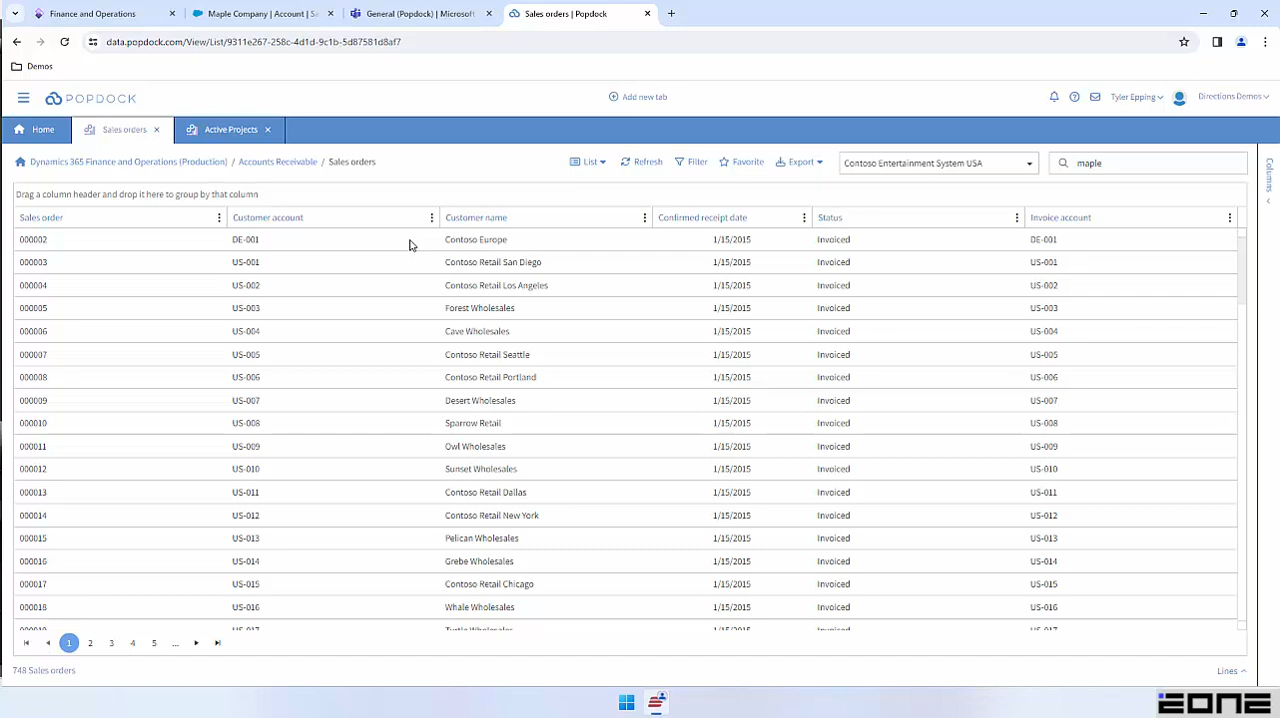 Finance and Operations
Maple Company | Account | Sa
General (Popdock) | Microsoft
Sales orders | Popdock
data.popdock.com/View/List/9311e267-258c-4d1d-9c1b-5d87581d8af7
Demos
POPDOCK
Add new tab
Tyler Epping
Directions Demos
Home
Sales orders
Active Projects
Dynamics 365 Finance and Operations (Production) / Accounts Receivable / Sales orders
List
Refresh
Filter
Favorite
Export
Contoso Entertainment System USA
maple
Columns
Drag a column header and drop it here to group by that column
Sales order Customer account Customer name Confirmed receipt date Status Invoice account
000002 DE-001 Contoso Europe 1/15/2015 Invoiced DE-001
000003 US-001 Contoso Retail San Diego 1/15/2015 Invoiced US-001
000004 US-002 Contoso Retail Los Angeles 1/15/2015 Invoiced US-002
000005 US-003 Forest Wholesales 1/15/2015 Invoiced US-003
000006 US-004 Cave Wholesales 1/15/2015 Invoiced US-004
000007 US-005 Contoso Retail Seattle 1/15/2015 Invoiced US-005
000008 US-006 Contoso Retail Portland 1/15/2015 Invoiced US-006
000009 US-007 Desert Wholesales 1/15/2015 Invoiced US-007
000010 US-008 Sparrow Retail 1/15/2015 Invoiced US-008
000011 US-009 Owl Wholesales 1/15/2015 Invoiced US-009
000012 US-010 Sunset Wholesales 1/15/2015 Invoiced US-010
000013 US-011 Contoso Retail Dallas 1/15/2015 Invoiced US-011
000014 US-012 Contoso Retail New York 1/15/2015 Invoiced US-012
000015 US-013 Pelican Wholesales 1/15/2015 Invoiced US-013
000016 US-014 Grebe Wholesales 1/15/2015 Invoiced US-014
000017 US-015 Contoso Retail Chicago 1/15/2015 Invoiced US-015
000018 US-016 Whale Wholesales 1/15/2015 Invoiced US-016
1 2 3 4 5 ...
748 Sales orders
Lines
eone